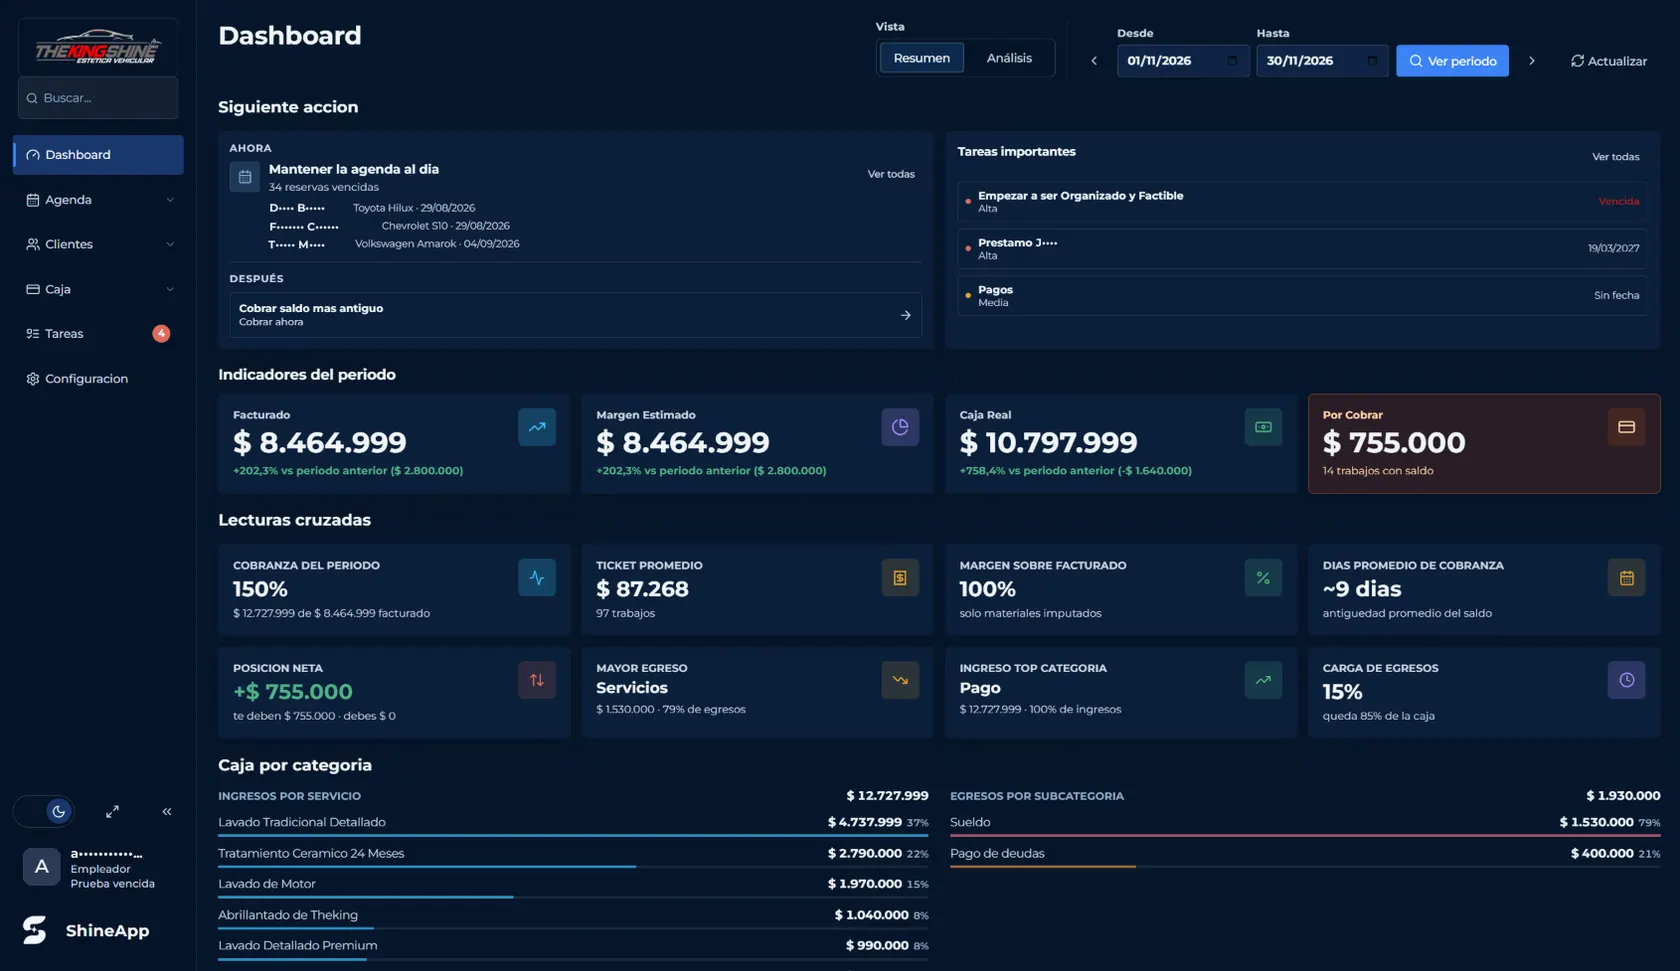 THEKINGSHINE
ESTETICA VEHICULAR
Buscar...
Dashboard
Agenda
Clientes
Caja
Tareas
4
Configuracion
A
a•••••••••••...
Empleador
Prueba vencida
ShineApp
Dashboard
Vista
Resumen
Análisis
Desde
01/11/2026
Hasta
30/11/2026
Ver periodo
Actualizar
Siguiente accion
AHORA
Mantener la agenda al dia
34 reservas vencidas
Ver todas
D•••• B••••• Toyota Hilux · 29/08/2026
F••••••• C•••••• Chevrolet S10 · 29/08/2026
T••••• M•••• Volkswagen Amarok · 04/09/2026
DESPUÉS
Cobrar saldo mas antiguo
Cobrar ahora
Tareas importantes
Ver todas
Empezar a ser Organizado y Factible
Alta
Vencida
Prestamo J••••
Alta
19/03/2027
Pagos
Media
Sin fecha
Indicadores del periodo
Facturado
$ 8.464.999
+202,3% vs periodo anterior ($ 2.800.000)
Margen Estimado
$ 8.464.999
+202,3% vs periodo anterior ($ 2.800.000)
Caja Real
$ 10.797.999
+758,4% vs periodo anterior (-$ 1.640.000)
Por Cobrar
$ 755.000
14 trabajos con saldo
Lecturas cruzadas
COBRANZA DEL PERIODO
150%
$ 12.727.999 de $ 8.464.999 facturado
TICKET PROMEDIO
$ 87.268
97 trabajos
MARGEN SOBRE FACTURADO
100%
solo materiales imputados
DIAS PROMEDIO DE COBRANZA
~9 dias
antiguedad promedio del saldo
POSICION NETA
+$ 755.000
te deben $ 755.000 · debes $ 0
MAYOR EGRESO
Servicios
$ 1.530.000 · 79% de egresos
INGRESO TOP CATEGORIA
Pago
$ 12.727.999 · 100% de ingresos
CARGA DE EGRESOS
15%
queda 85% de la caja
Caja por categoria
INGRESOS POR SERVICIO $ 12.727.999
Lavado Tradicional Detallado $ 4.737.999 37%
Tratamiento Ceramico 24 Meses $ 2.790.000 22%
Lavado de Motor $ 1.970.000 15%
Abrillantado de Theking $ 1.040.000 8%
Lavado Detallado Premium $ 990.000 8%
EGRESOS POR SUBCATEGORIA $ 1.930.000
Sueldo $ 1.530.000 79%
Pago de deudas $ 400.000 21%